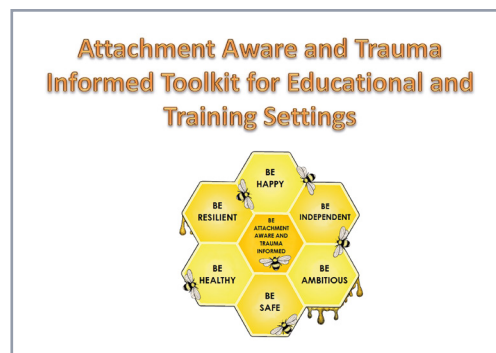 Attachment Aware and Trauma
Informed Toolkit for Educational and
Training Settings
BE
HAPPY
BE
RESILIENT
BE
INDEPENDENT
BE
ATTACHMENT
AWARE AND
TRAUMA
INFORMED
BE
HEALTHY
BE
AMBITIOUS
BE
SAFE